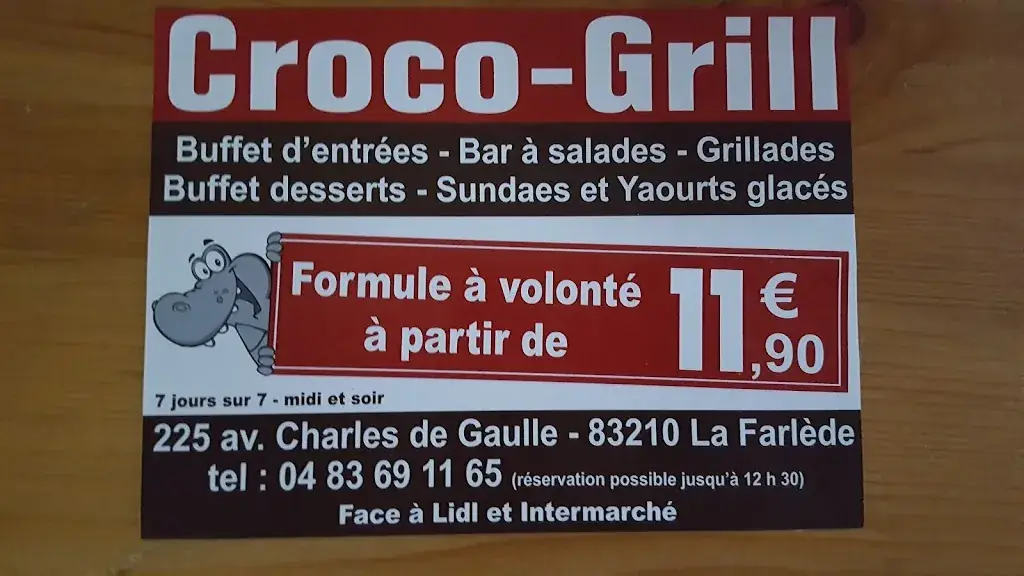 Croco-Grill
Buffet d'entrées - Bar à salades - Grillades
Buffet desserts - Sundaes et Yaourts glacés
Formule à volonté
à partir de
11€,90
7 jours sur 7 - midi et soir
225 av. Charles de Gaulle - 83210 La Farlède
tel : 04 83 69 11 65 (réservation possible jusqu'à 12 h 30)
Face à Lidl et Intermarché